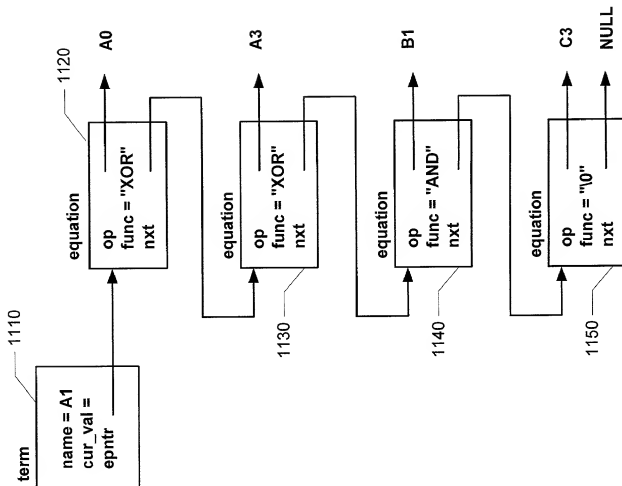 term
1110
name = A1
cur_val =
epntr
equation
1120
op
func = "XOR"
nxt
A0
equation
1130
op
func = "XOR"
nxt
A3
equation
1140
op
func = "AND"
nxt
B1
equation
1150
op
func = "\0"
nxt
C3
NULL